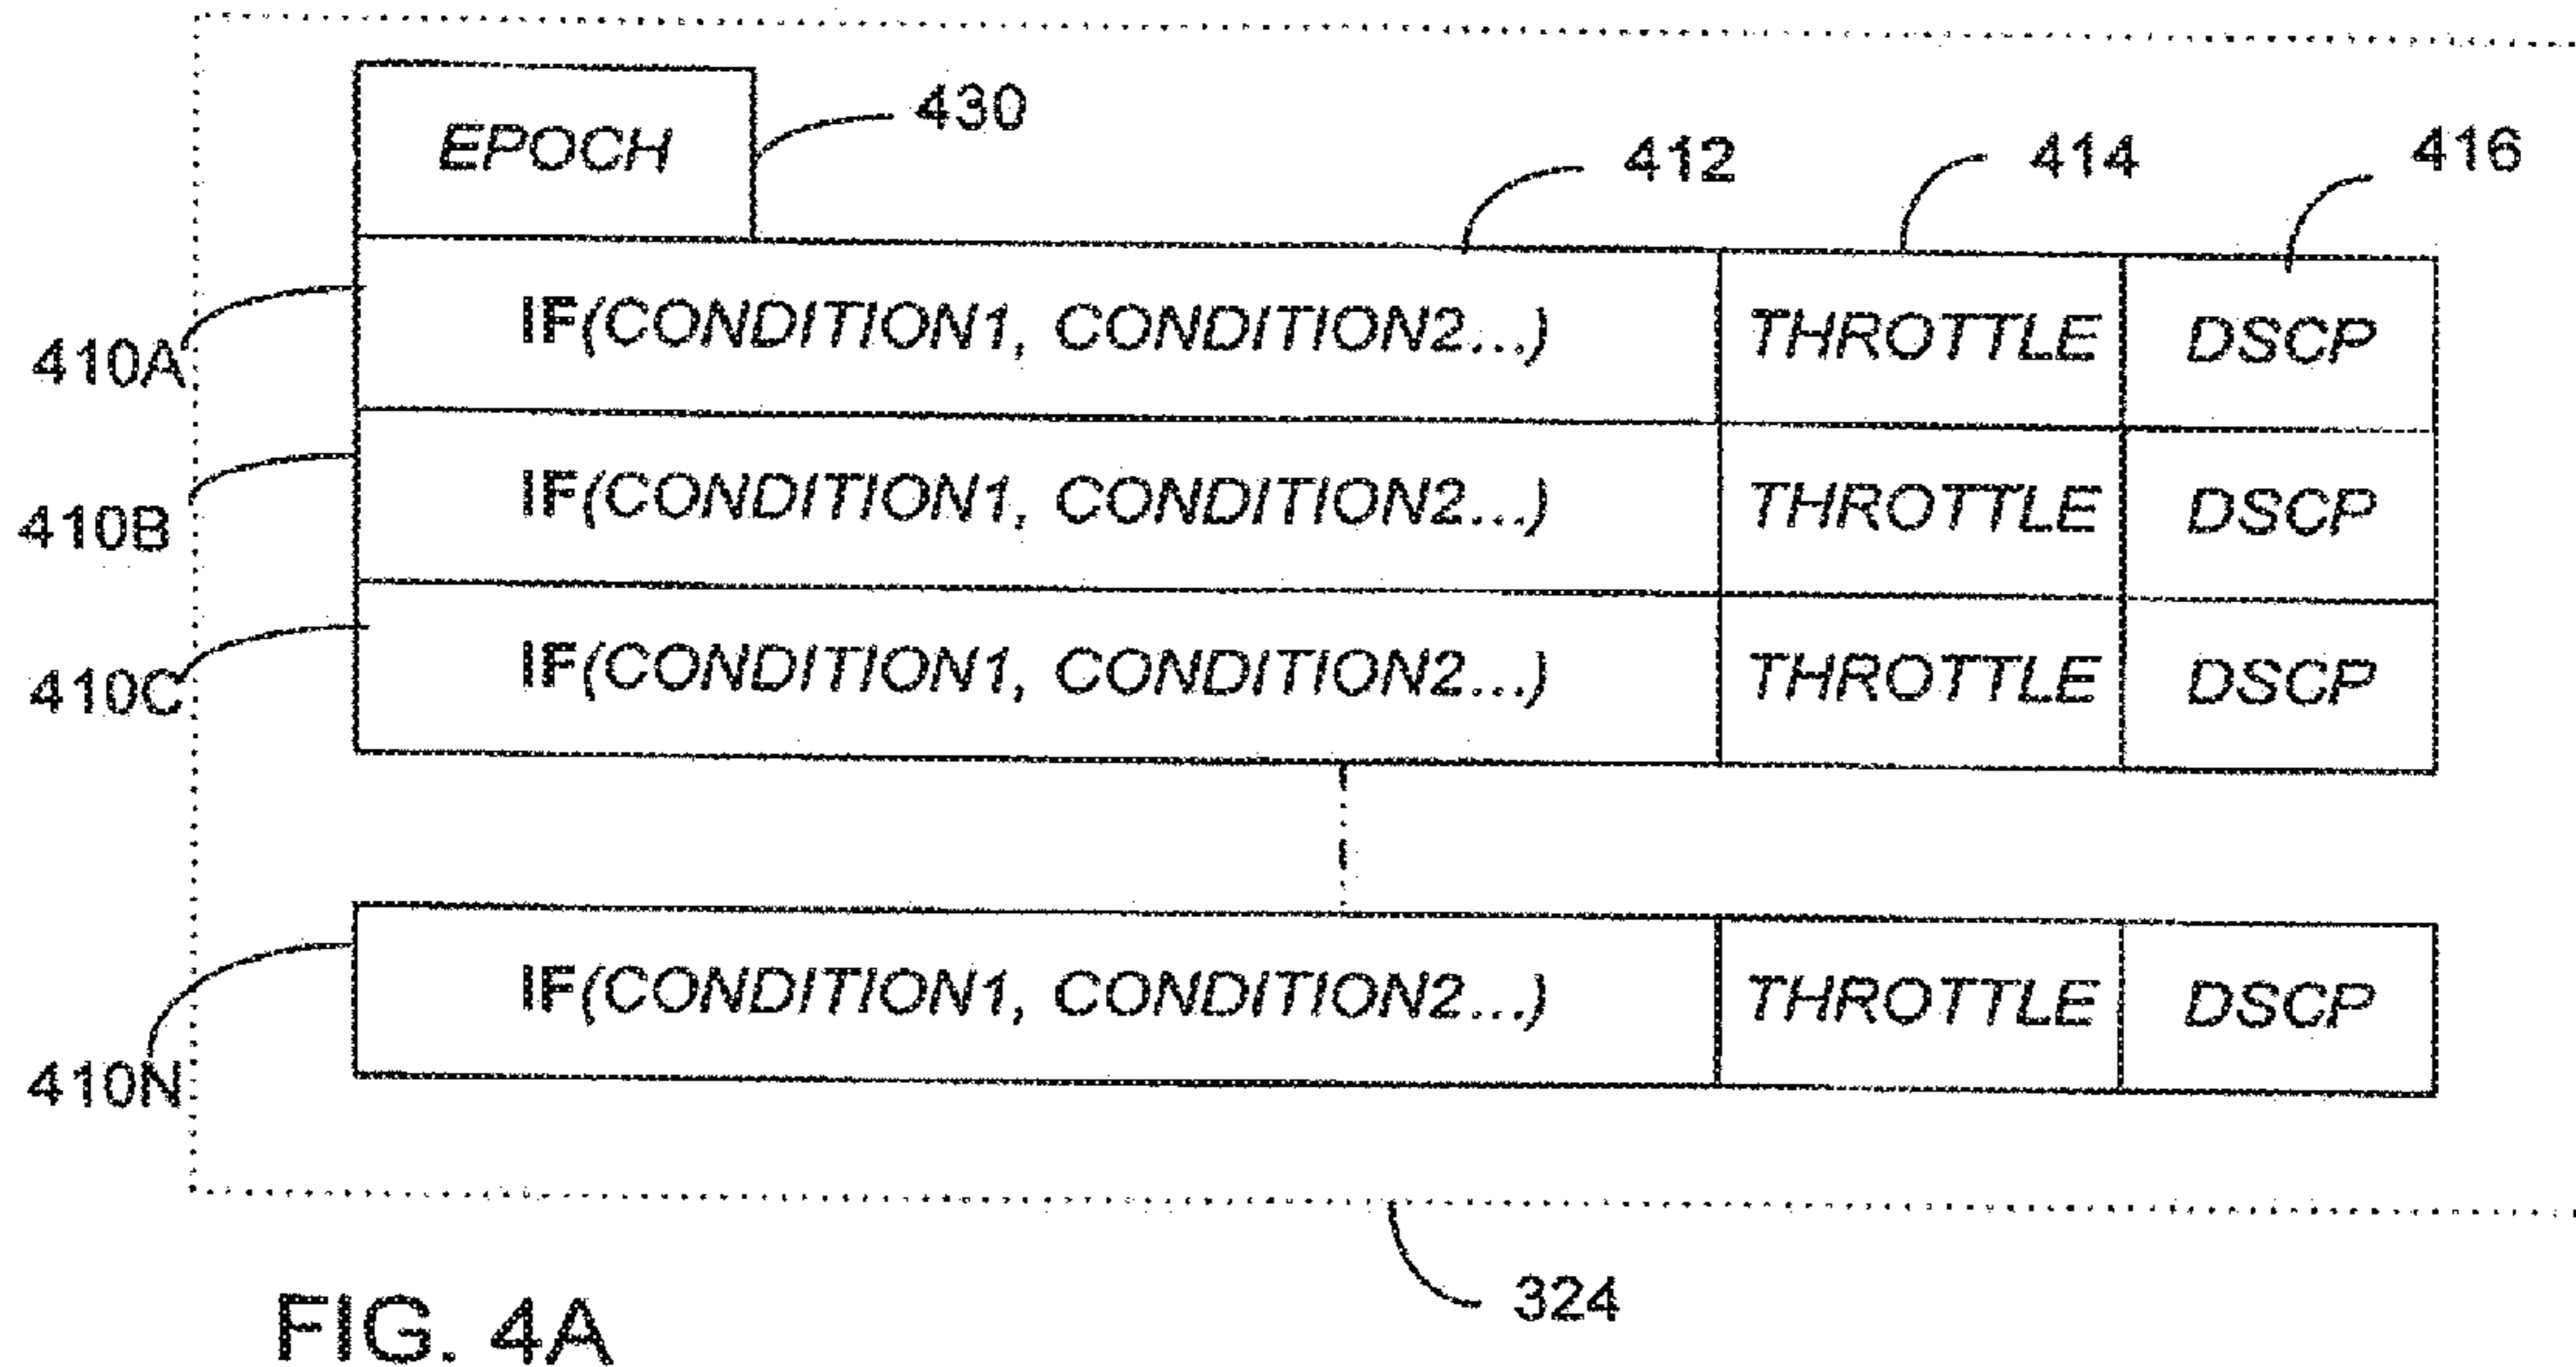 EPOCH
430
412
414
416
410A
IF(CONDITION1, CONDITION2...) THROTTLE DSCP
410B
IF(CONDITION1, CONDITION2...) THROTTLE DSCP
410C
IF(CONDITION1, CONDITION2...) THROTTLE DSCP
410N
IF(CONDITION1, CONDITION2...) THROTTLE DSCP
324
FIG. 4A